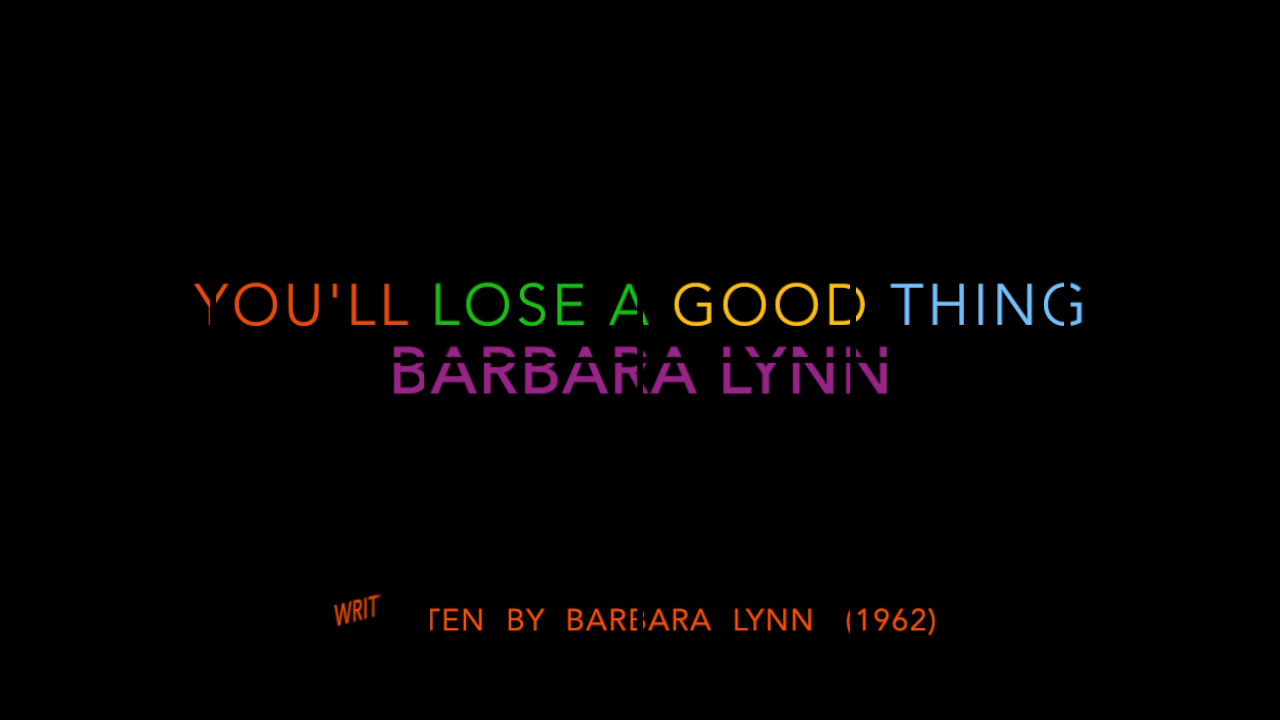 YOU'LL LOSE A GOOD THING
BARBARA LYNN
WRITTEN BY BARBARA LYNN (1962)